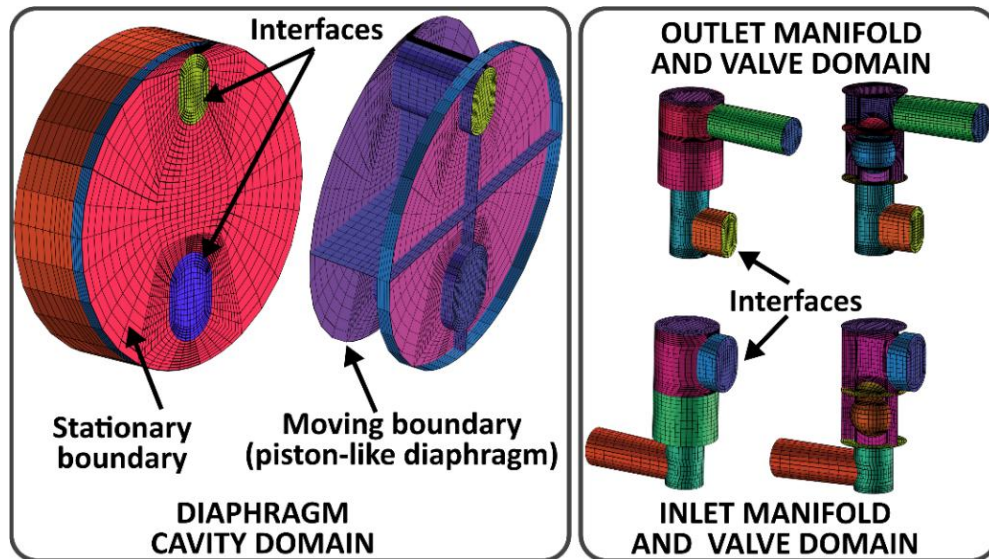 Interfaces
Stationary
boundary
Moving boundary
(piston-like diaphragm)
DIAPHRAGM
CAVITY DOMAIN
OUTLET MANIFOLD
AND VALVE DOMAIN
Interfaces
INLET MANIFOLD
AND VALVE DOMAIN